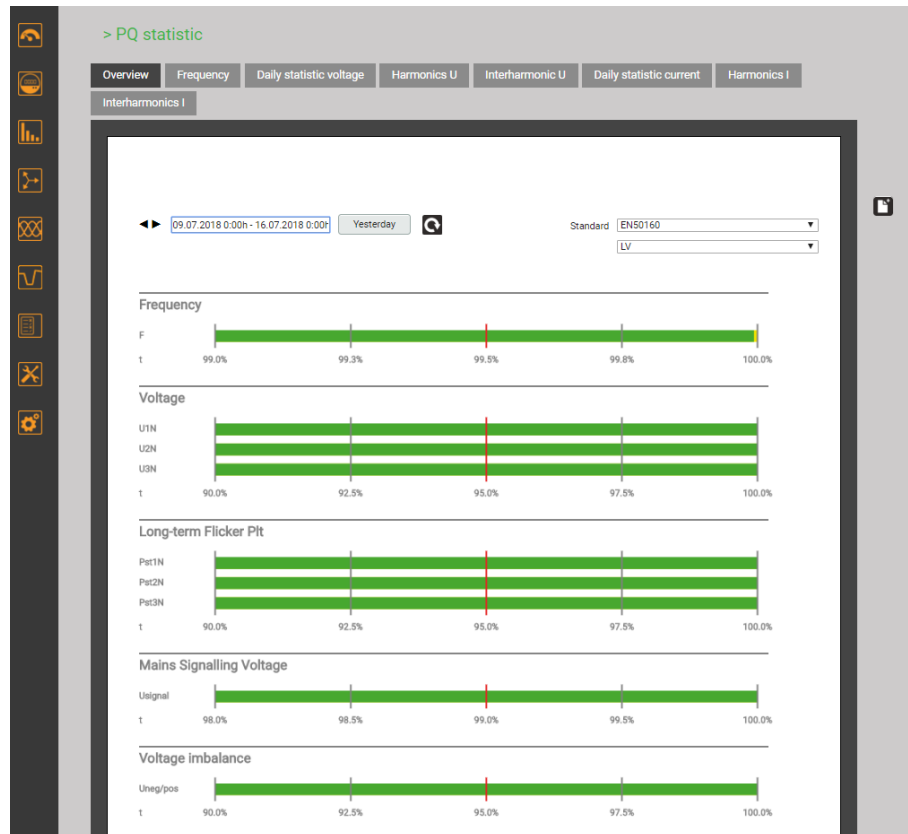 > PQ statistic
Overview Frequency Daily statistic voltage Harmonics U Interharmonic U Daily statistic current Harmonics I
Interharmonics I
09.07.2018 0:00h - 16.07.2018 0:00h Yesterday Standard EN50160
LV
Frequency
F
t 99.0% 99.3% 99.5% 99.8% 100.0%
Voltage
U1N
U2N
U3N
t 90.0% 92.5% 95.0% 97.5% 100.0%
Long-term Flicker Plt
Pst1N
Pst2N
Pst3N
t 90.0% 92.5% 95.0% 97.5% 100.0%
Mains Signalling Voltage
Usignal
t 98.0% 98.5% 99.0% 99.5% 100.0%
Voltage imbalance
Uneg/pos
t 90.0% 92.5% 95.0% 97.5% 100.0%